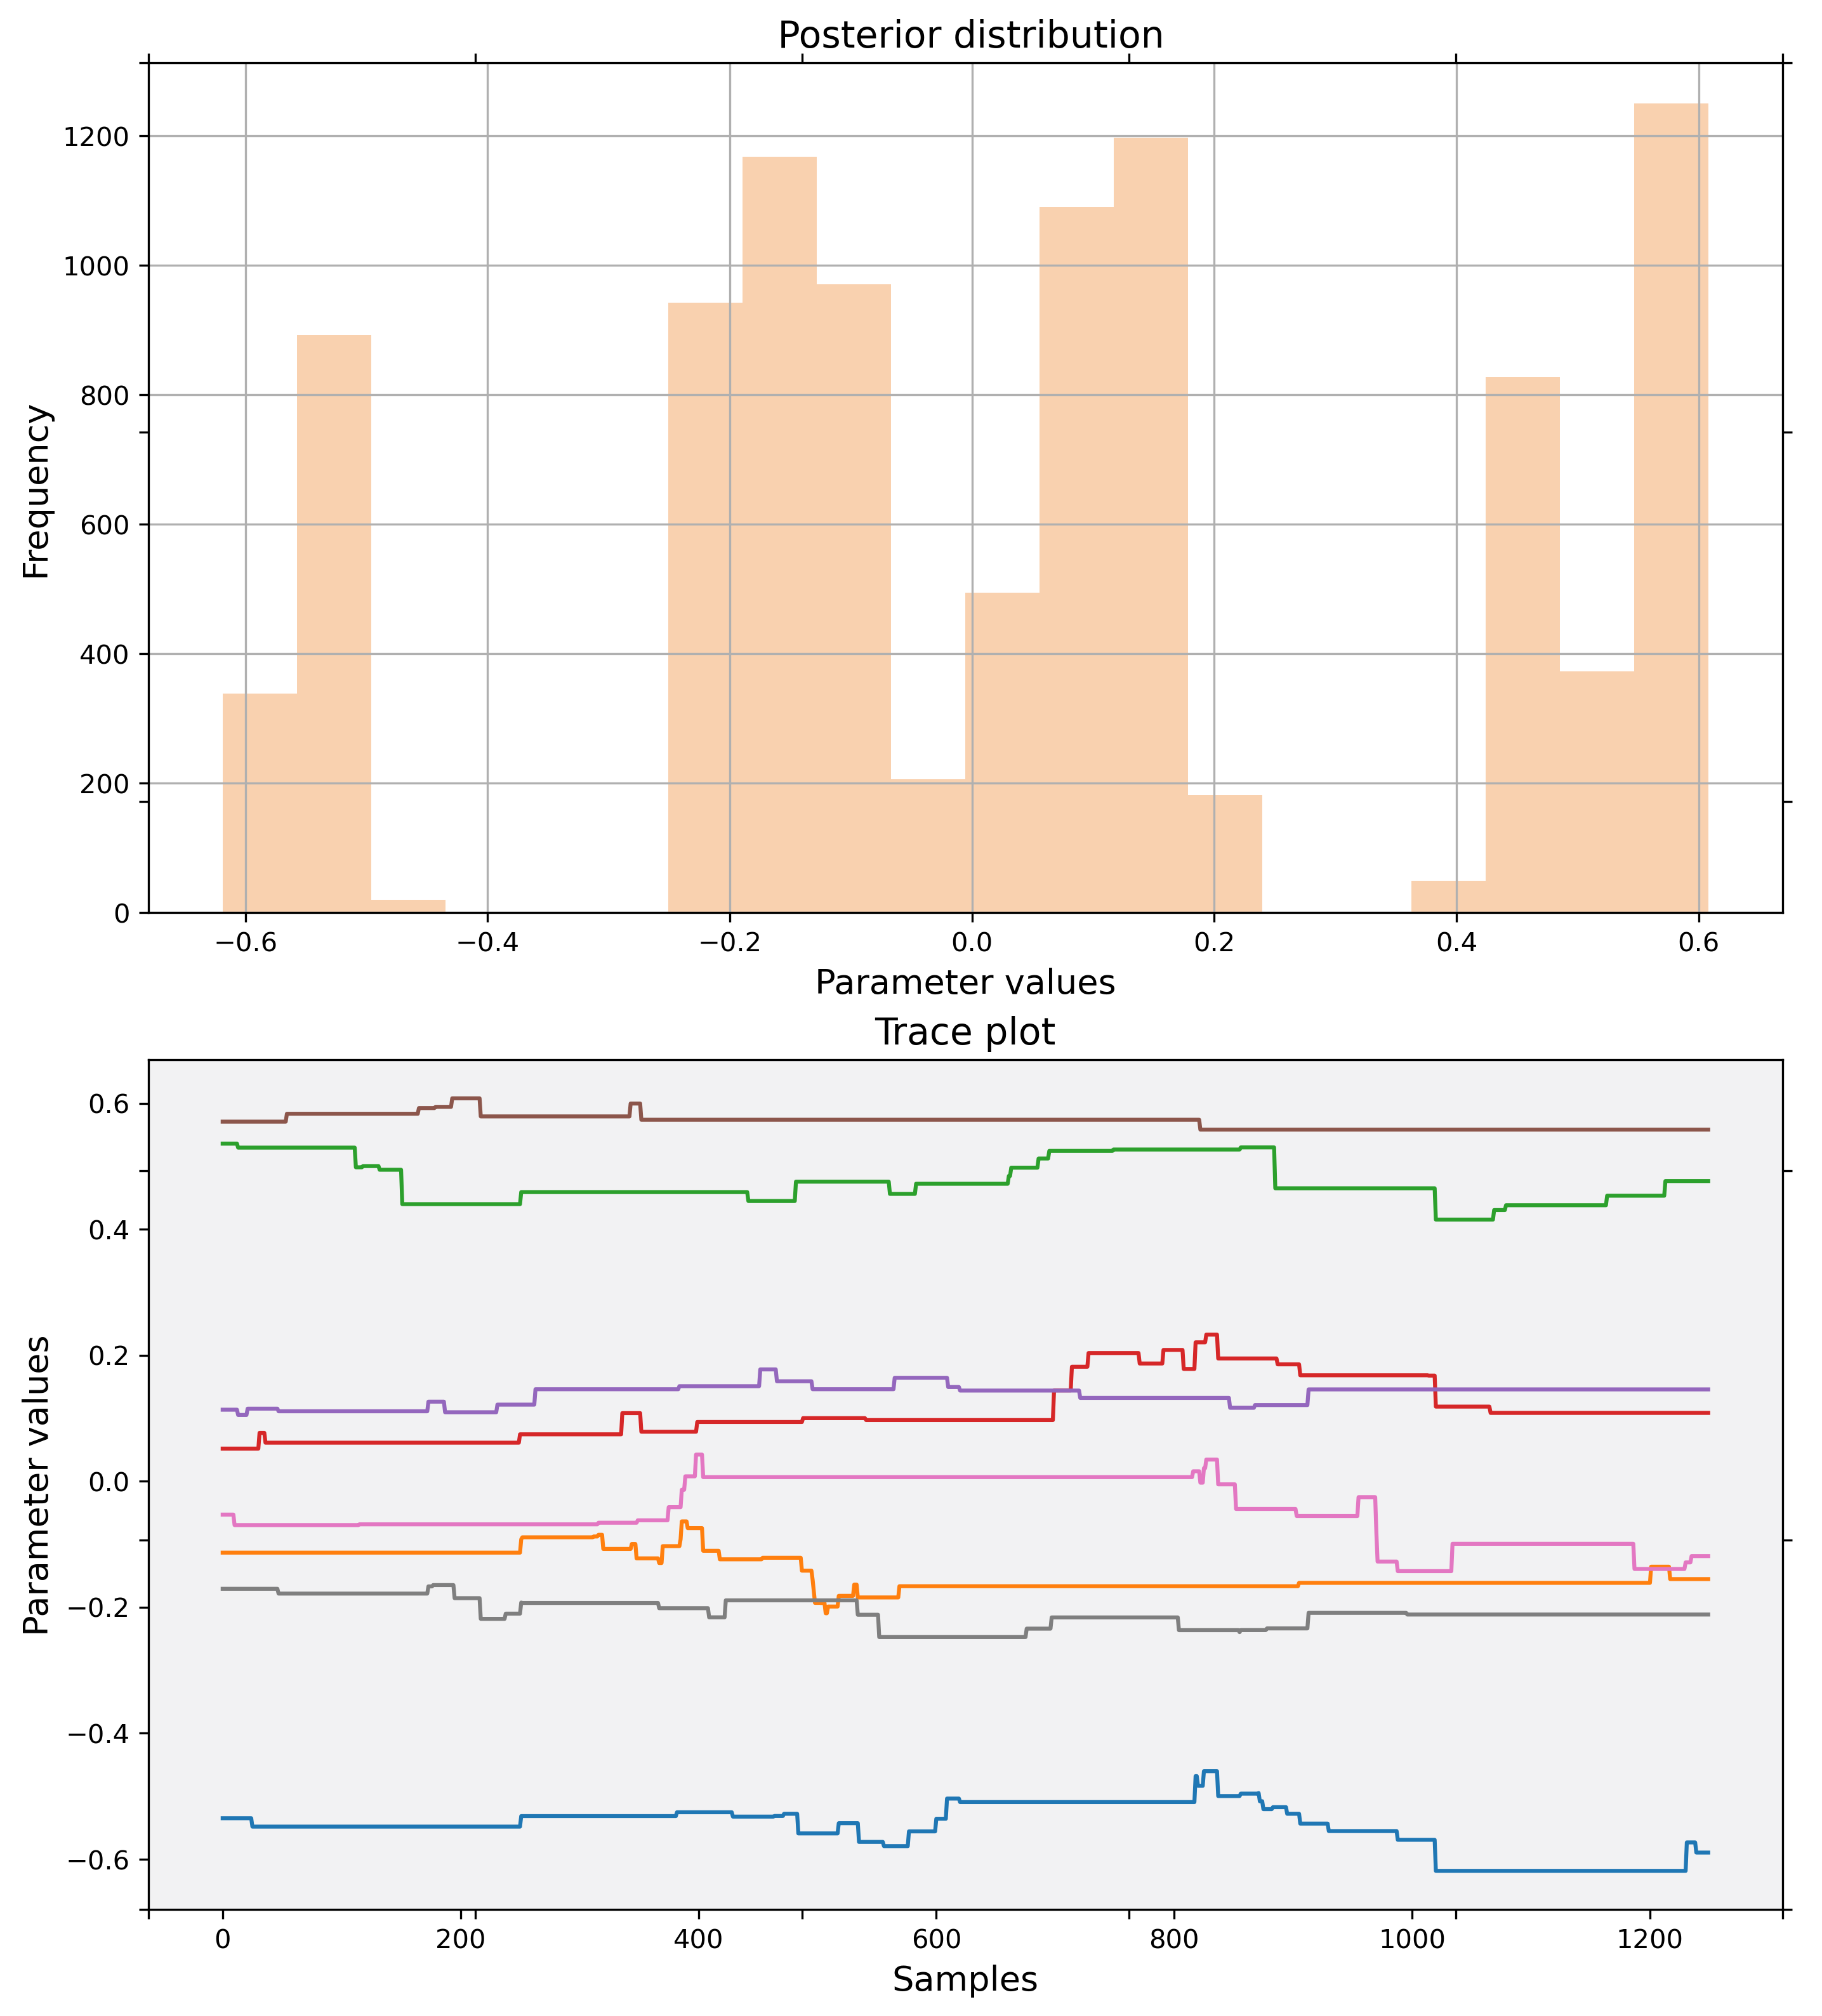 Posterior distribution
1200
1000
800
600
400
200
0
Frequency
−0.6 −0.4 −0.2 0.0 0.2 0.4 0.6
Parameter values
Trace plot
0.6
0.4
0.2
0.0
−0.2
−0.4
−0.6
Parameter values
0 200 400 600 800 1000 1200
Samples